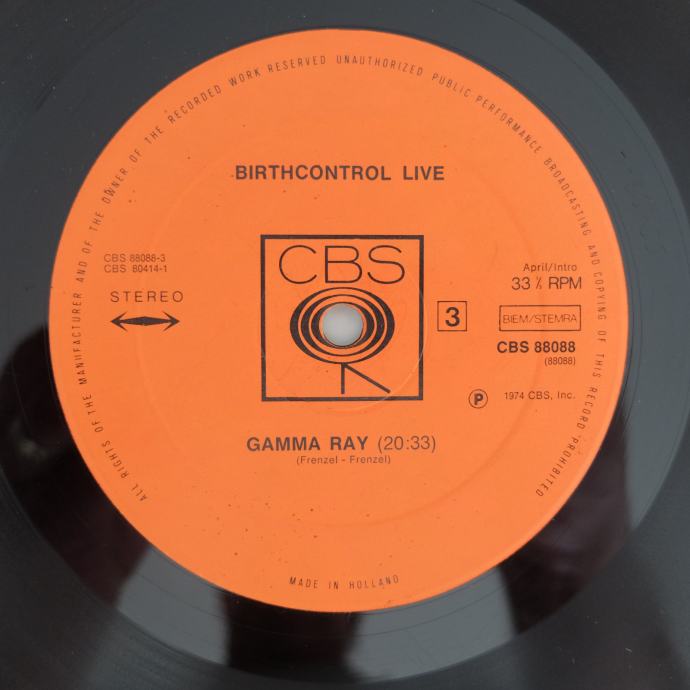 ALL RIGHTS OF THE MANUFACTURER AND OF THE OWNER OF THE RECORDED WORK RESERVED UNAUTHORIZED PUBLIC PERFORMANCE BROADCASTING AND COPYING OF THIS RECORD PROHIBITED
BIRTHCONTROL LIVE
CBS
CBS 88088-3
CBS 80414-1
STEREO
April/Intro
33 ⅓ RPM
3
BIEM/STEMRA
CBS 88088
(88088)
Ⓟ 1974 CBS, Inc.
GAMMA RAY (20:33)
(Frenzel - Frenzel)
MADE IN HOLLAND